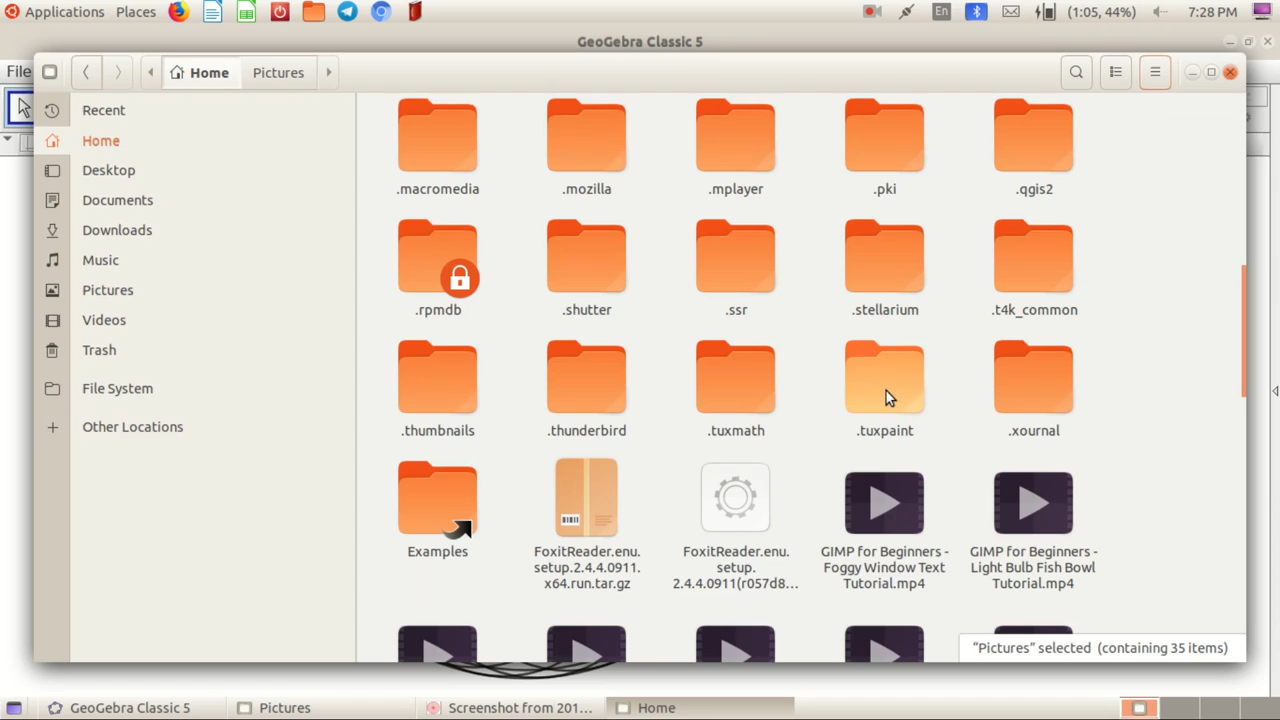 Applications Places En (1:05, 44%) 7:28 PM
GeoGebra Classic 5
File
Home Pictures
Recent
Home
Desktop
Documents
Downloads
Music
Pictures
Videos
Trash
File System
Other Locations
.macromedia .mozilla .mplayer .pki .qgis2
.rpmdb .shutter .ssr .stellarium .t4k_common
.thumbnails .thunderbird .tuxmath .tuxpaint .xournal
Examples
FoxitReader.enu.
setup.2.4.4.0911.
x64.run.tar.gz
FoxitReader.enu.
setup.
2.4.4.0911(r057d8...
GIMP for Beginners -
Foggy Window Text
Tutorial.mp4
GIMP for Beginners -
Light Bulb Fish Bowl
Tutorial.mp4
“Pictures” selected (containing 35 items)
GeoGebra Classic 5 Pictures Screenshot from 201... Home